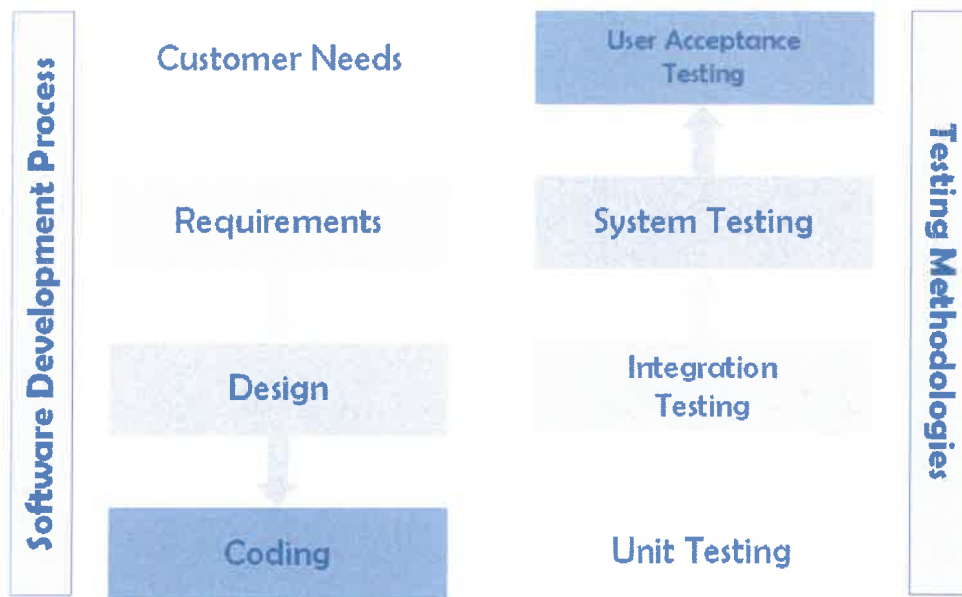 Software Development Process
Customer Needs
Requirements
Design
Coding
User Acceptance
Testing
System Testing
Integration
Testing
Unit Testing
Testing Methodologies